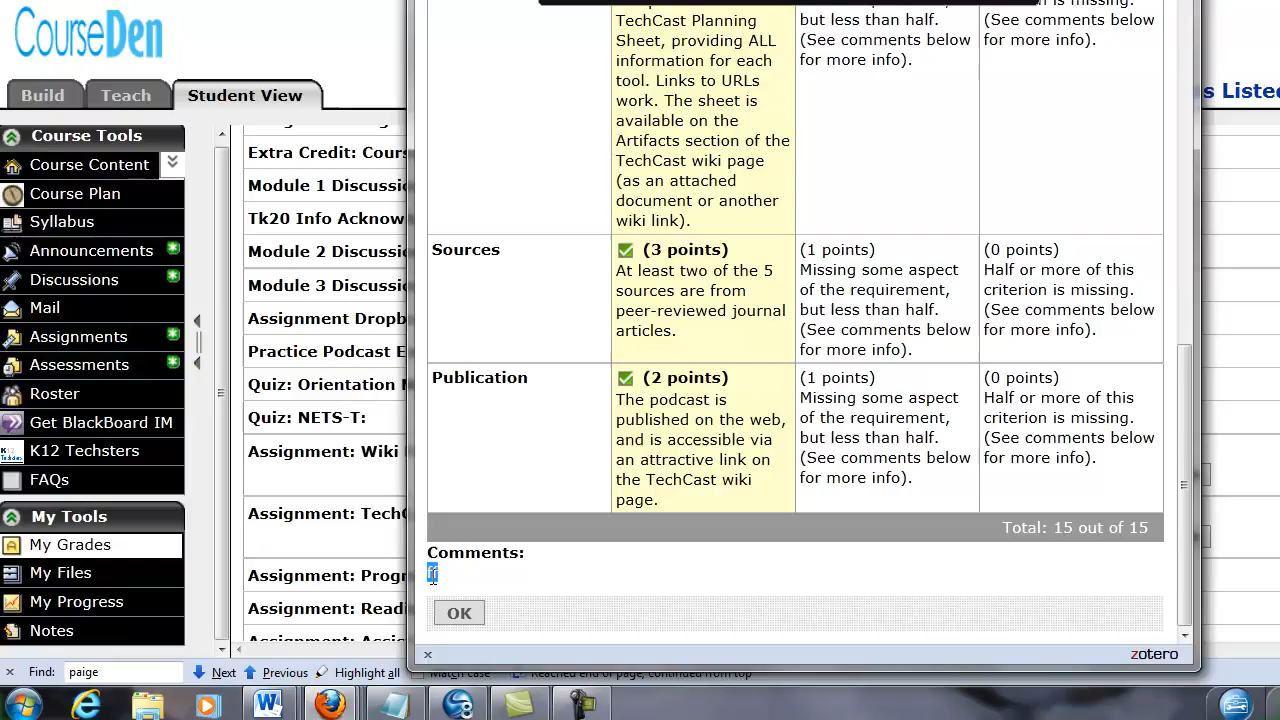 CourseDen
Build
Teach
Student View
Course Tools
Course Content
Course Plan
Syllabus
Announcements
Discussions
Mail
Assignments
Assessments
Roster
Get BlackBoard IM
K12 Techsters
FAQs
My Tools
My Grades
My Files
My Progress
Notes
Extra Credit: Cours
Module 1 Discussi
Tk20 Info Acknow
Module 2 Discussi
Module 3 Discussi
Assignment Dropb
Practice Podcast E
Quiz: Orientation
Quiz: NETS-T:
Assignment: Wiki
Assignment: TechC
Assignment: Progr
Assignment: Readi
TechCast Planning
Sheet, providing ALL
information for each
tool. Links to URLs
work. The sheet is
available on the
Artifacts section of the
TechCast wiki page
(as an attached
document or another
wiki link).
but less than half.
(See comments below
for more info).
is missing.
(See comments below
for more info).
Sources
(3 points)
At least two of the 5
sources are from
peer-reviewed journal
articles.
(1 points)
Missing some aspect
of the requirement,
but less than half.
(See comments below
for more info).
(0 points)
Half or more of this
criterion is missing.
(See comments below
for more info).
Publication
(2 points)
The podcast is
published on the web,
and is accessible via
an attractive link on
the TechCast wiki
page.
(1 points)
Missing some aspect
of the requirement,
but less than half.
(See comments below
for more info).
(0 points)
Half or more of this
criterion is missing.
(See comments below
for more info).
Total: 15 out of 15
Comments:
OK
zotero
s Listed
Find: paige Next Previous Highlight all Match case Reached end of page, continued from top